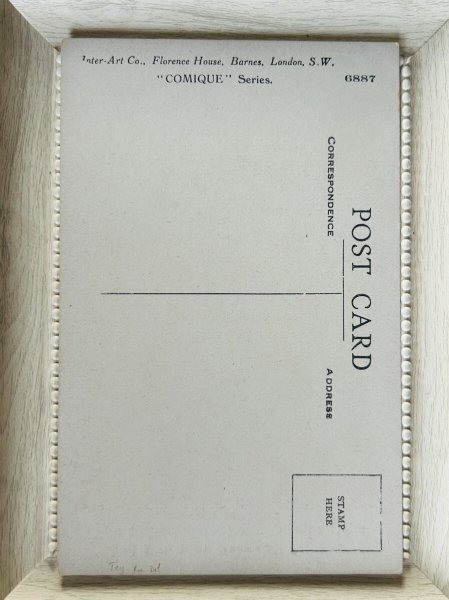 Inter-Art Co., Florence House, Barnes, London, S.W.
"COMIQUE" Series.
6887
POST CARD
CORRESPONDENCE
ADDRESS
STAMP
HERE